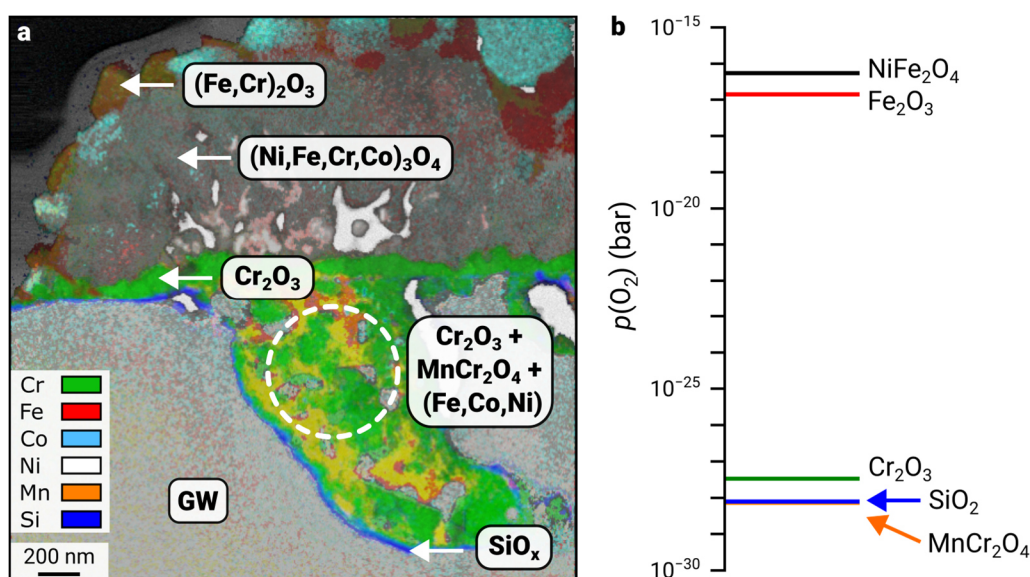 a
(Fe,Cr)₂O₃
(Ni,Fe,Cr,Co)₃O₄
Cr₂O₃
Cr₂O₃ +
MnCr₂O₄ +
(Fe,Co,Ni)
Cr
Fe
Co
Ni
Mn
Si
200 nm
GW
SiOₓ
b
p(O₂) (bar)
10⁻¹⁵
10⁻²⁰
10⁻²⁵
10⁻³⁰
NiFe₂O₄
Fe₂O₃
Cr₂O₃
SiO₂
MnCr₂O₄